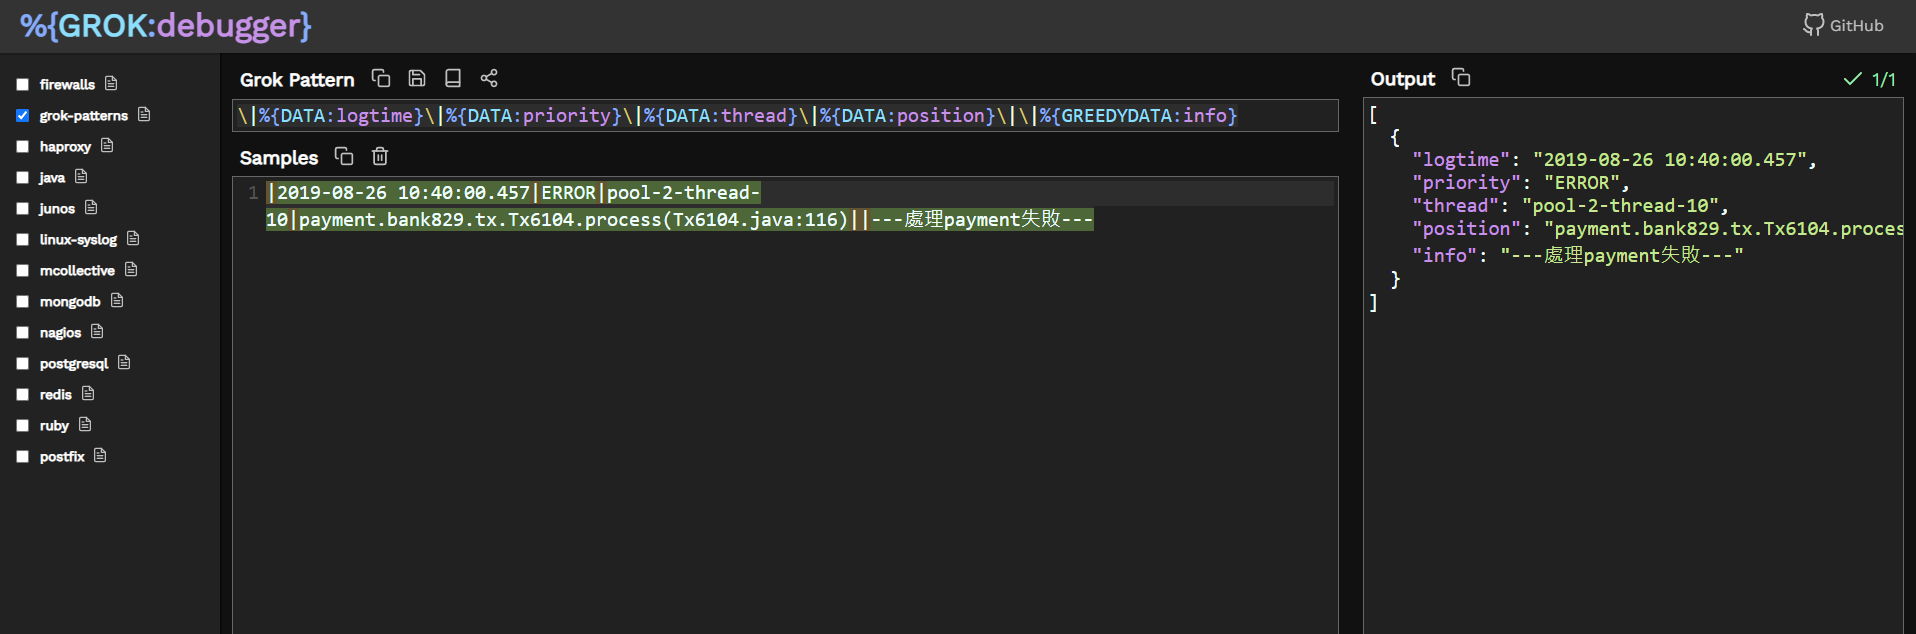 %{GROK:debugger}
GitHub
firewalls
grok-patterns
haproxy
java
junos
linux-syslog
mcollective
mongodb
nagios
postgresql
redis
ruby
postfix
Grok Pattern
\|%{DATA:logtime}\|%{DATA:priority}\|%{DATA:thread}\|%{DATA:position}\|\|%{GREEDYDATA:info}
Samples
1 |2019-08-26 10:40:00.457|ERROR|pool-2-thread-
10|payment.bank829.tx.Tx6104.process(Tx6104.java:116)||---處理payment失敗---
Output
1/1
[
{
"logtime": "2019-08-26 10:40:00.457",
"priority": "ERROR",
"thread": "pool-2-thread-10",
"position": "payment.bank829.tx.Tx6104.proces
"info": "---處理payment失敗---"
}
]